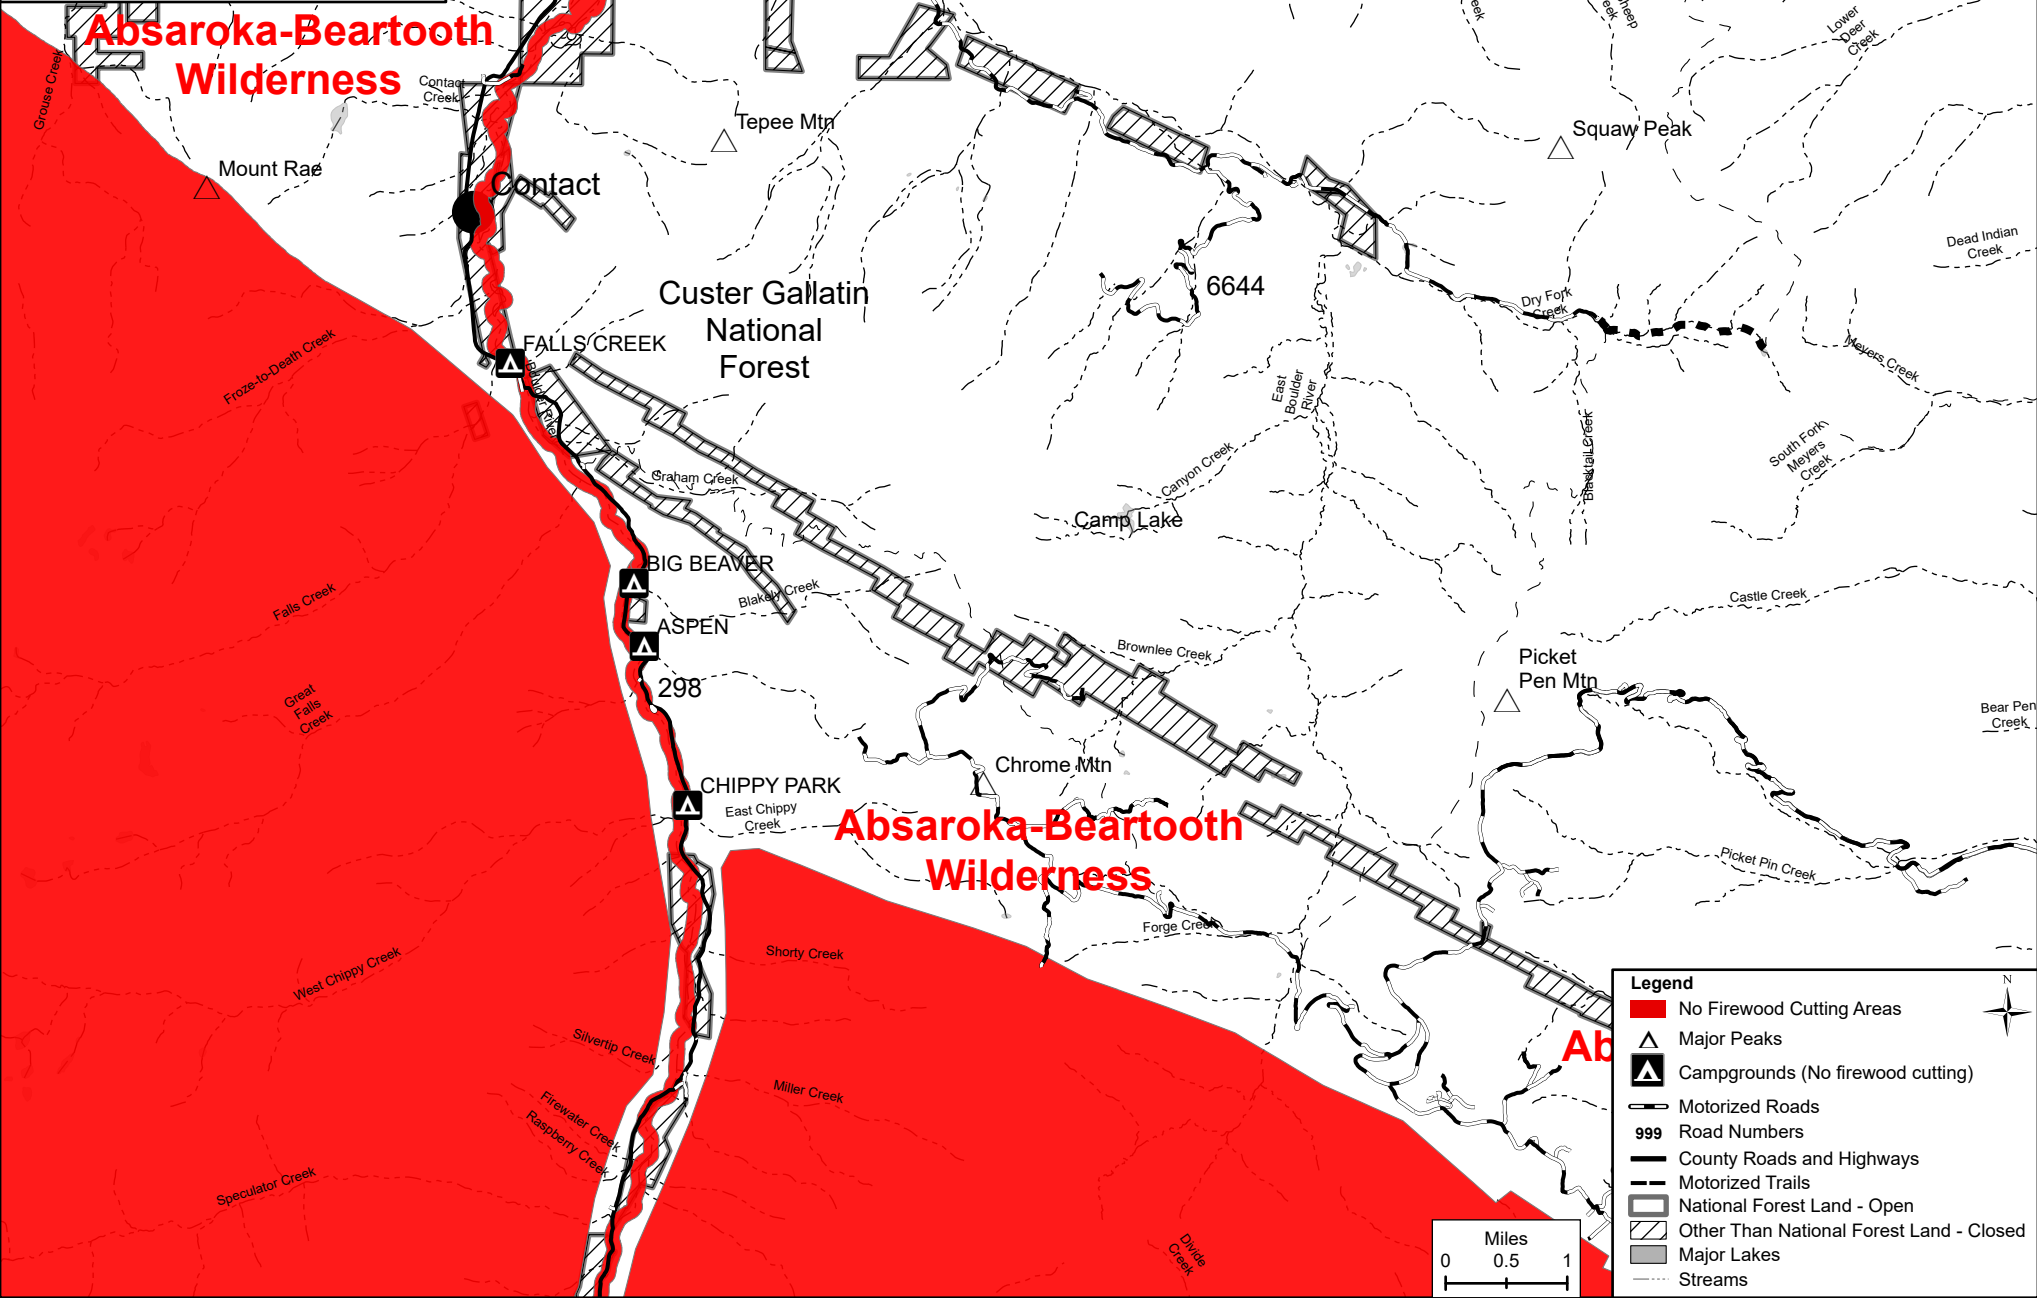 Absaroka-Beartooth
Wilderness
Grouse Creek
Contact
Creek
Lower
Deer
Creek
Tepee Mtn
Squaw Peak
Mount Rae
Contact
Dead Indian
Creek
6644
Custer Gallatin
National
Forest
Dry Fork
Creek
FALLS CREEK
Froze-to-Death Creek
Boulder River
East
Boulder
River
Meyers Creek
Blacktail Creek
South Fork
Meyers
Creek
Graham Creek
Canyon Creek
Camp Lake
BIG BEAVER
Blakely Creek
Falls Creek
Castle Creek
ASPEN
Brownlee Creek
Picket
Pen Mtn
298
Great
Falls
Creek
Bear Pen
Creek
Chrome Mtn
CHIPPY PARK
East Chippy
Creek
Absaroka-Beartooth
Wilderness
Picket Pin Creek
Forge Creek
Shorty Creek
West Chippy Creek
Silvertip Creek
Miller Creek
Firewater Creek
Raspberry Creek
Speculator Creek
Divide
Creek
Ab
Miles
0 0.5 1
Legend
N
No Firewood Cutting Areas
Major Peaks
Campgrounds (No firewood cutting)
Motorized Roads
999 Road Numbers
County Roads and Highways
Motorized Trails
National Forest Land - Open
Other Than National Forest Land - Closed
Major Lakes
Streams